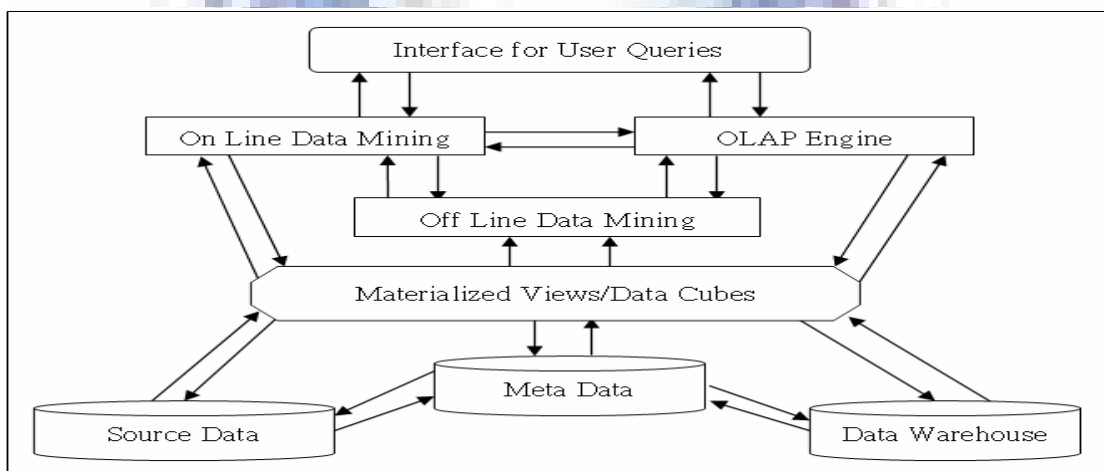 Interface for User Queries
On Line Data Mining
OLAP Engine
Off Line Data Mining
Materialized Views/Data Cubes
Meta Data
Source Data
Data Warehouse